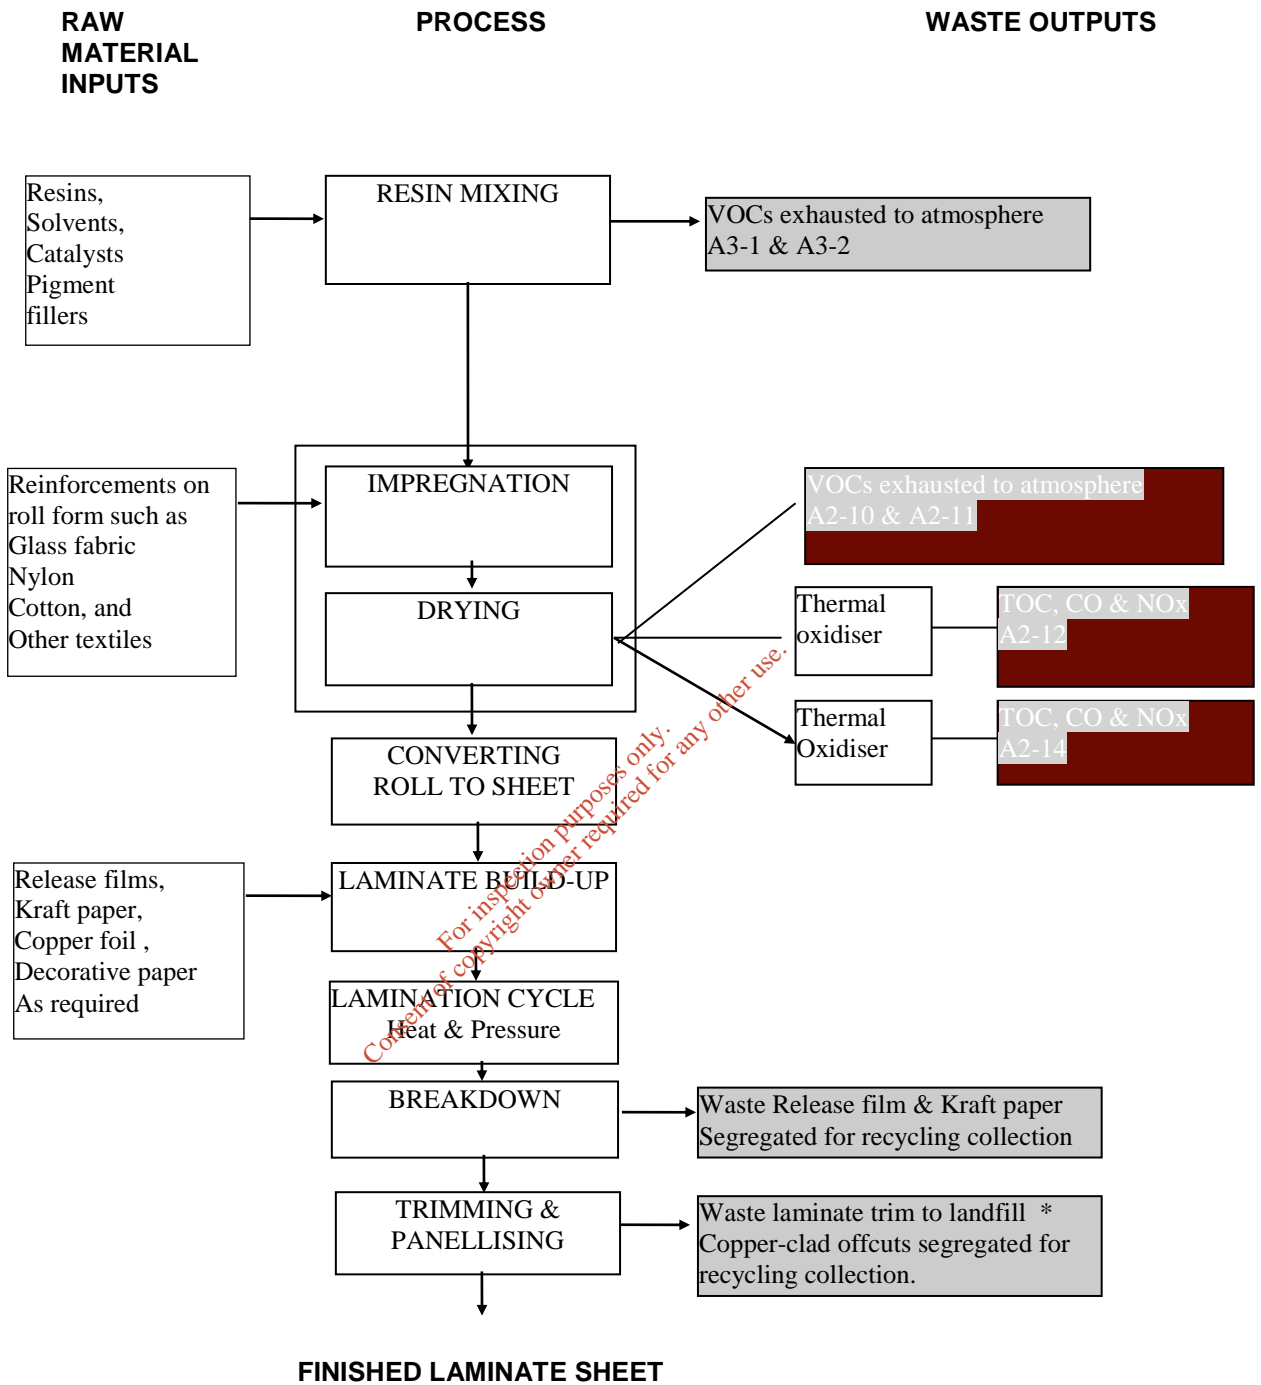 RAW
MATERIAL
INPUTS
PROCESS
WASTE OUTPUTS
Resins,
Solvents,
Catalysts
Pigment
fillers
RESIN MIXING
VOCs exhausted to atmosphere
A3-1 & A3-2
Reinforcements on
roll form such as
Glass fabric
Nylon
Cotton, and
Other textiles
IMPREGNATION
DRYING
VOCs exhausted to atmosphere
A2-10 & A2-11
Thermal
oxidiser
TOC, CO & NOx
A2-12
Thermal
Oxidiser
TOC, CO & NOx
A2-14
CONVERTING
ROLL TO SHEET
Release films,
Kraft paper,
Copper foil ,
Decorative paper
As required
LAMINATE BUILD-UP
LAMINATION CYCLE
Heat & Pressure
BREAKDOWN
Waste Release film & Kraft paper
Segregated for recycling collection
TRIMMING &
PANELLISING
Waste laminate trim to landfill *
Copper-clad offcuts segregated for
recycling collection.
FINISHED LAMINATE SHEET
For inspection purposes only.
Consent of copyright owner required for any other use.